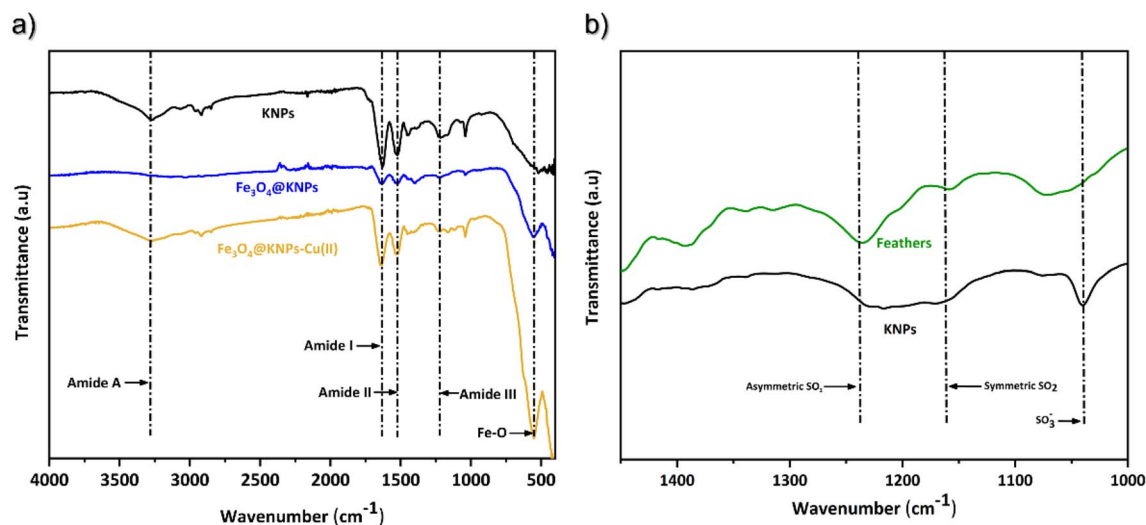 a)
Transmittance (a.u)
KNPs
Fe₃O₄@KNPs
Fe₃O₄@KNPs-Cu(II)
Amide I
Amide A
Amide II
Amide III
Fe-O
4000 3500 3000 2500 2000 1500 1000 500
Wavenumber (cm⁻¹)
b)
Transmittance (a.u)
Feathers
KNPs
Asymmetric SO₂
Symmetric SO₂
SO₃⁻
1400 1300 1200 1100 1000
Wavenumber (cm⁻¹)